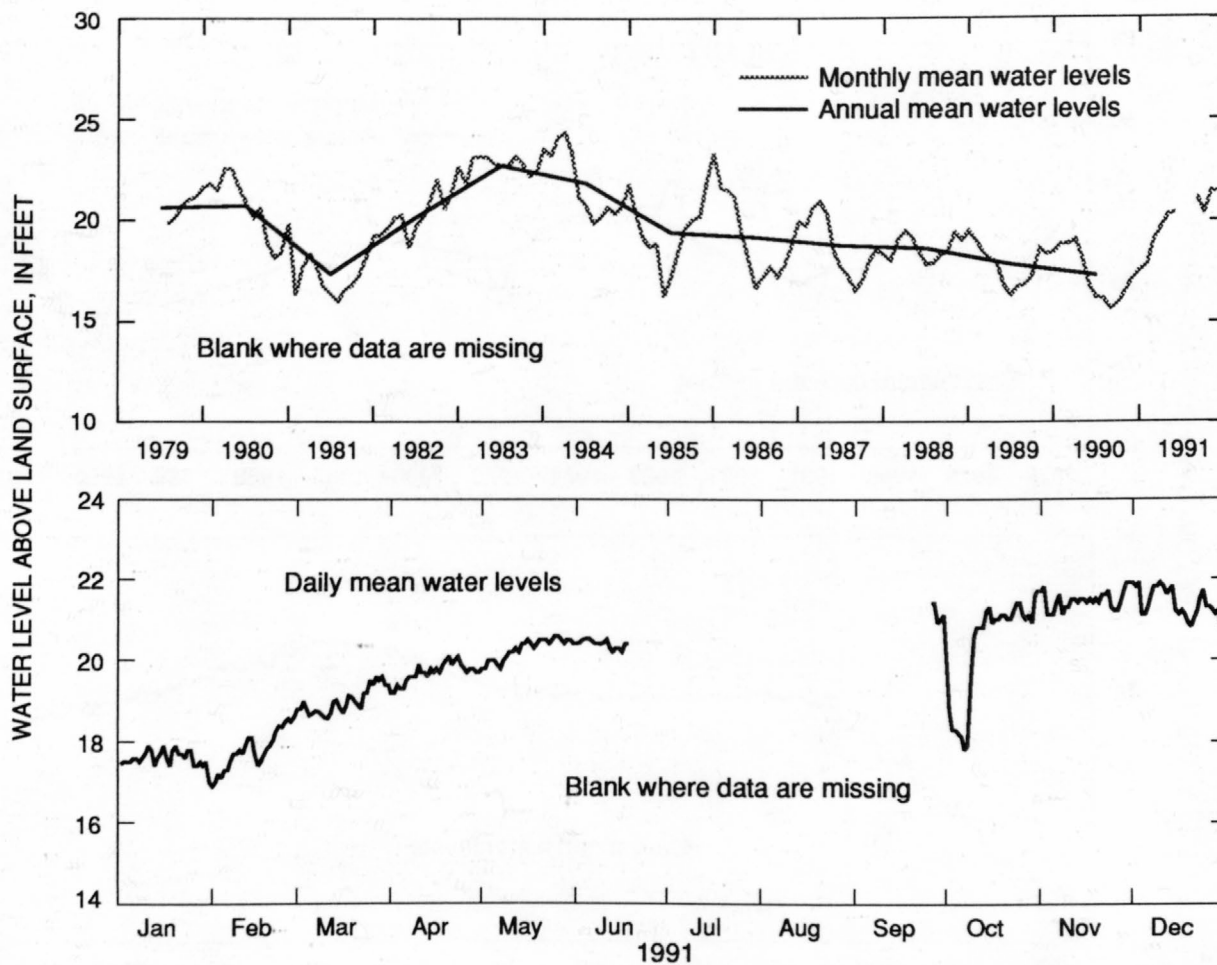 WATER LEVEL ABOVE LAND SURFACE, IN FEET
30
25
20
15
10
Monthly mean water levels
Annual mean water levels
Blank where data are missing
1979 1980 1981 1982 1983 1984 1985 1986 1987 1988 1989 1990 1991
24
22
20
18
16
14
Daily mean water levels
Blank where data are missing
Jan Feb Mar Apr May Jun Jul Aug Sep Oct Nov Dec
1991